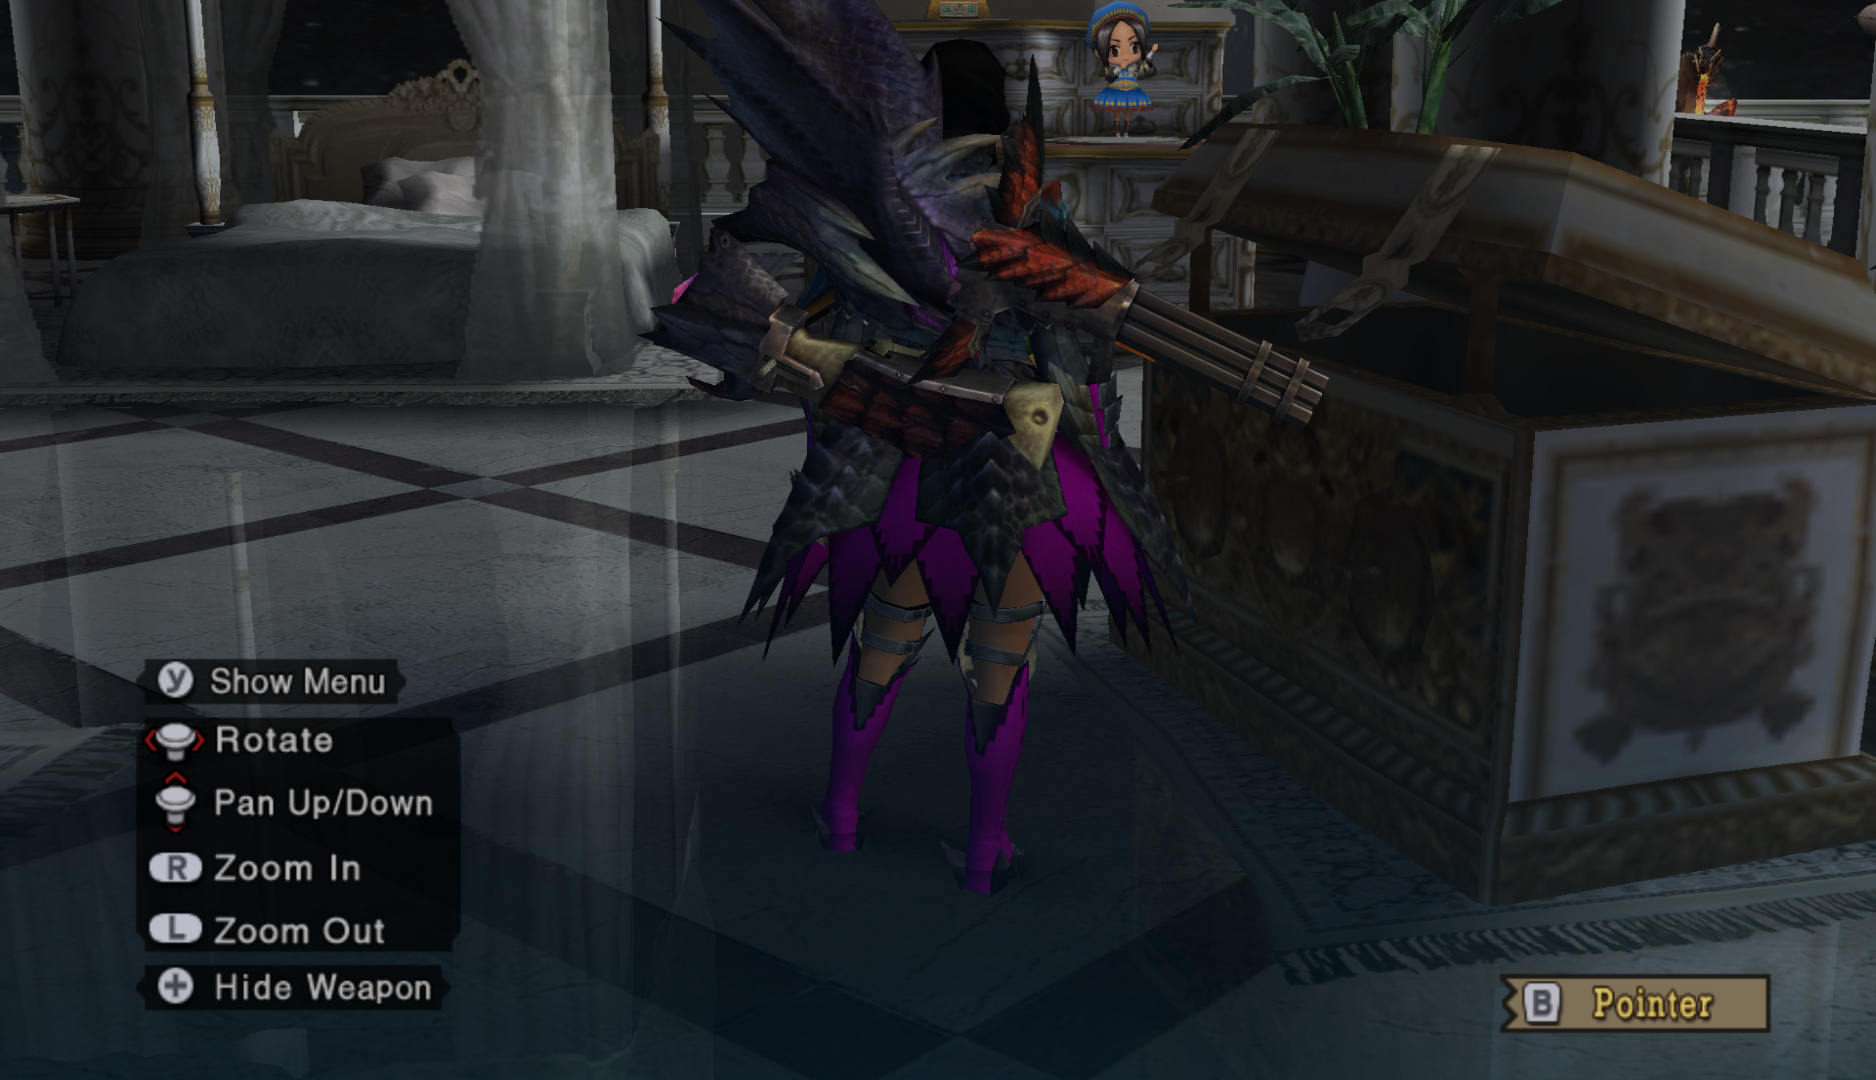 y Show Menu
Rotate
Pan Up/Down
R Zoom In
L Zoom Out
+ Hide Weapon
B Pointer